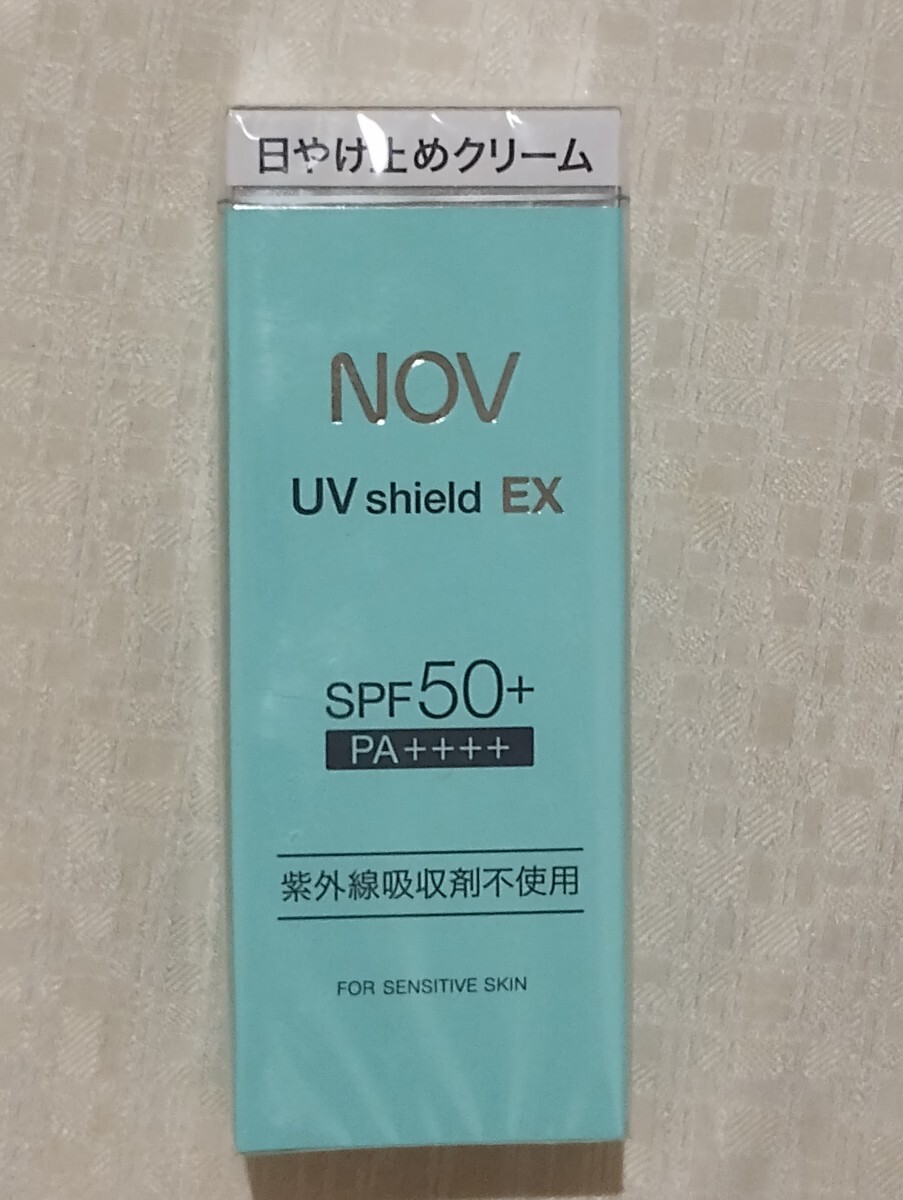 日やけ止めクリーム
NOV
UV shield EX
SPF50+
PA++++
紫外線吸収剤不使用
FOR SENSITIVE SKIN